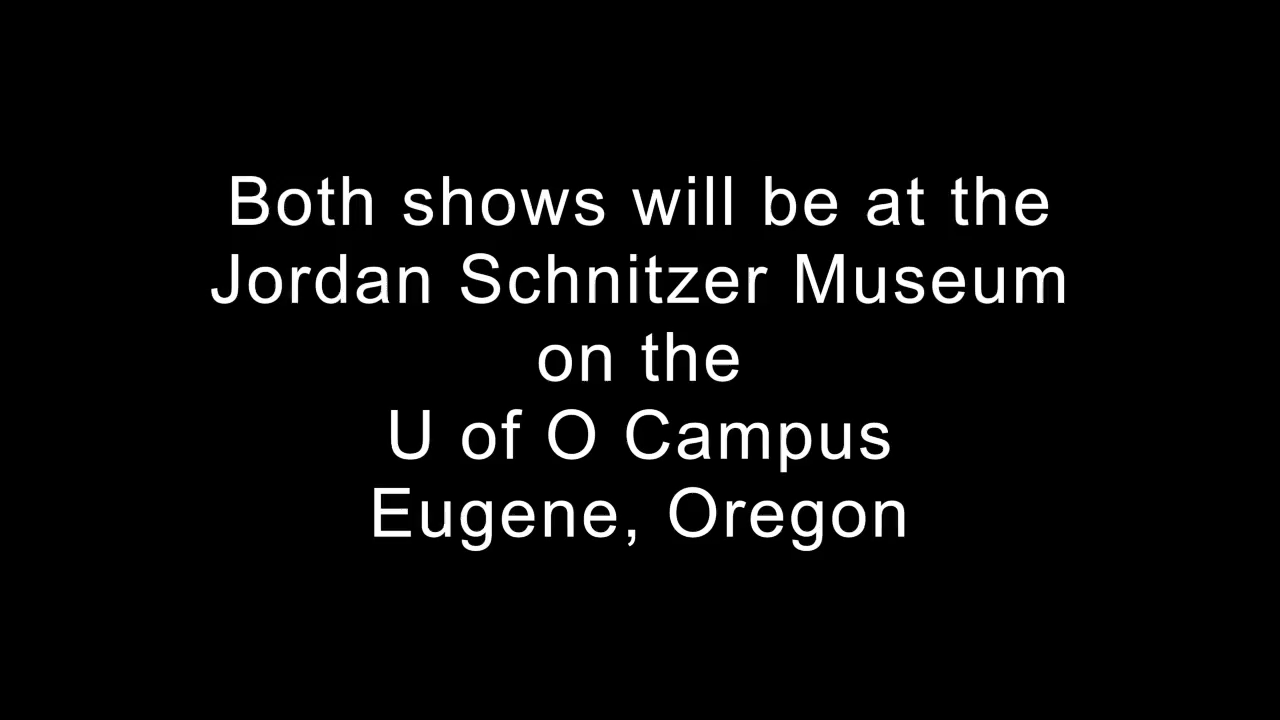 Both shows will be at the
Jordan Schnitzer Museum
on the
U of O Campus
Eugene, Oregon